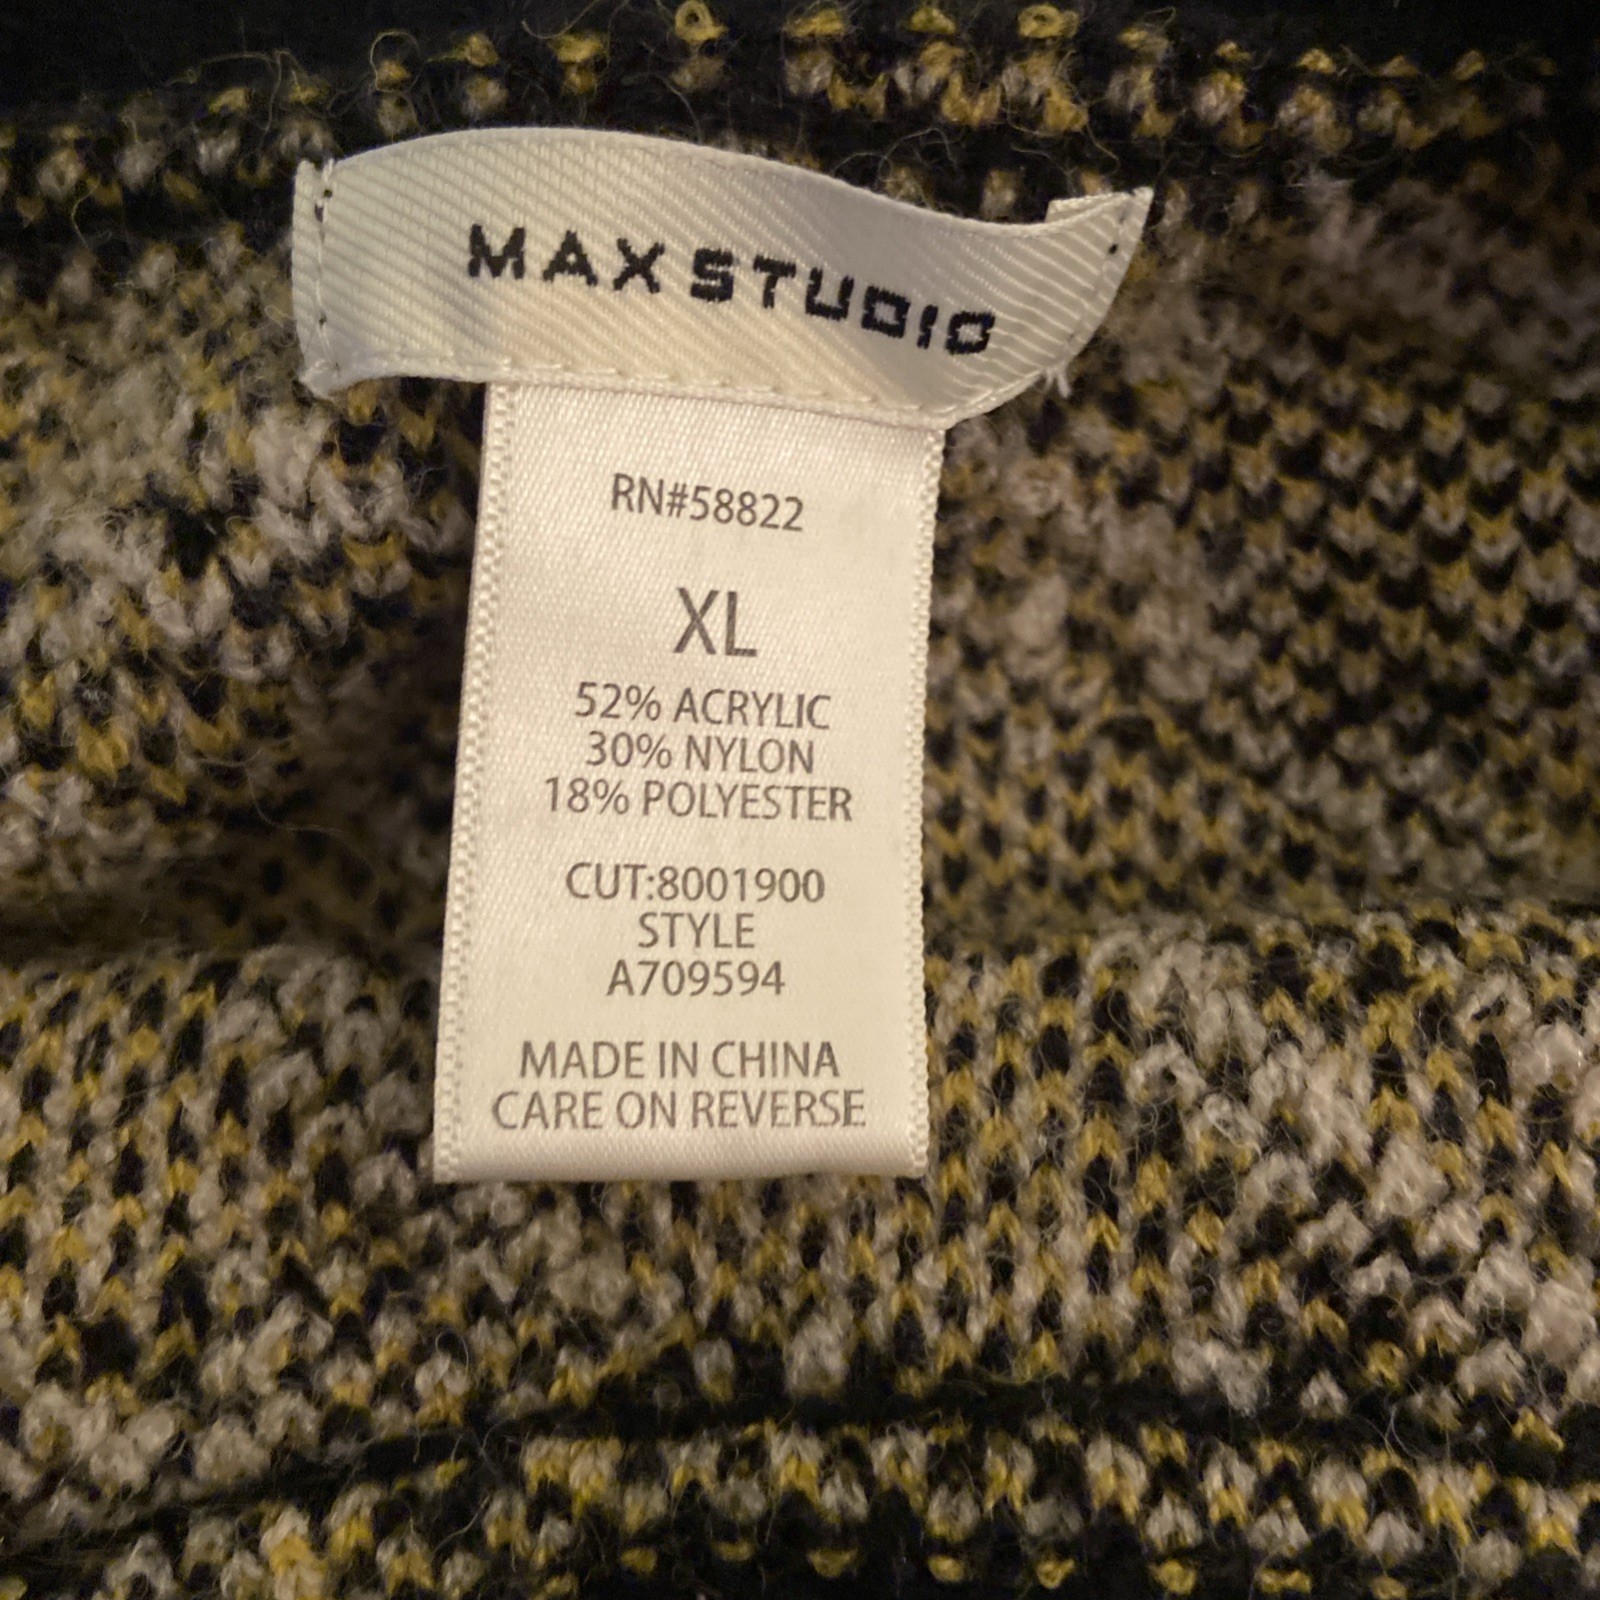 MAX STUDIO
RN#58822
XL
52% ACRYLIC
30% NYLON
18% POLYESTER
CUT:8001900
STYLE
A709594
MADE IN CHINA
CARE ON REVERSE